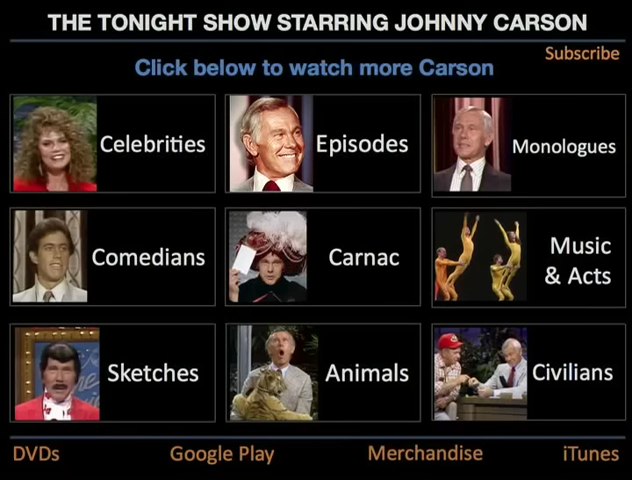 THE TONIGHT SHOW STARRING JOHNNY CARSON
Subscribe
Click below to watch more Carson
Celebrities
Episodes
Monologues
Comedians
Carnac
Music
& Acts
Sketches
Animals
Civilians
DVDs
Google Play
Merchandise
iTunes